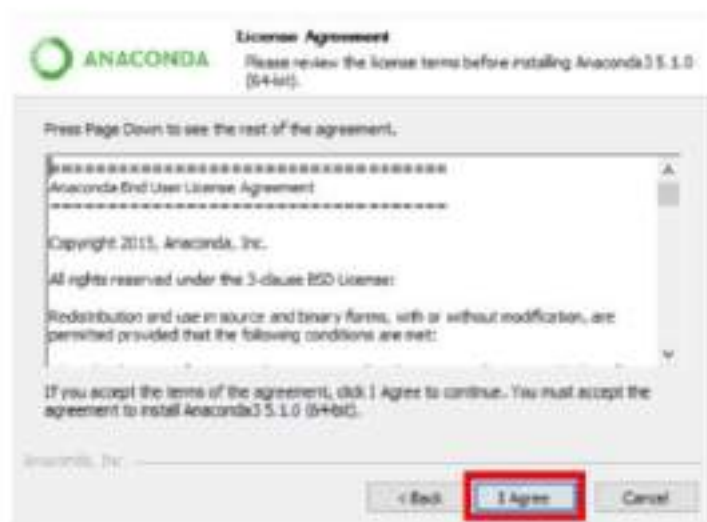 ANACONDA
License Agreement
Please review the license terms before installing Anaconda3 5.1.0
(64-bit).
Press Page Down to see the rest of the agreement.
===================================
Anaconda End User License Agreement
===================================
Copyright 2015, Anaconda, Inc.
All rights reserved under the 3-clause BSD License:
Redistribution and use in source and binary forms, with or without modification, are
permitted provided that the following conditions are met:
If you accept the terms of the agreement, click I Agree to continue. You must accept the
agreement to install Anaconda3 5.1.0 (64-bit).
Anaconda, Inc.
< Back
I Agree
Cancel